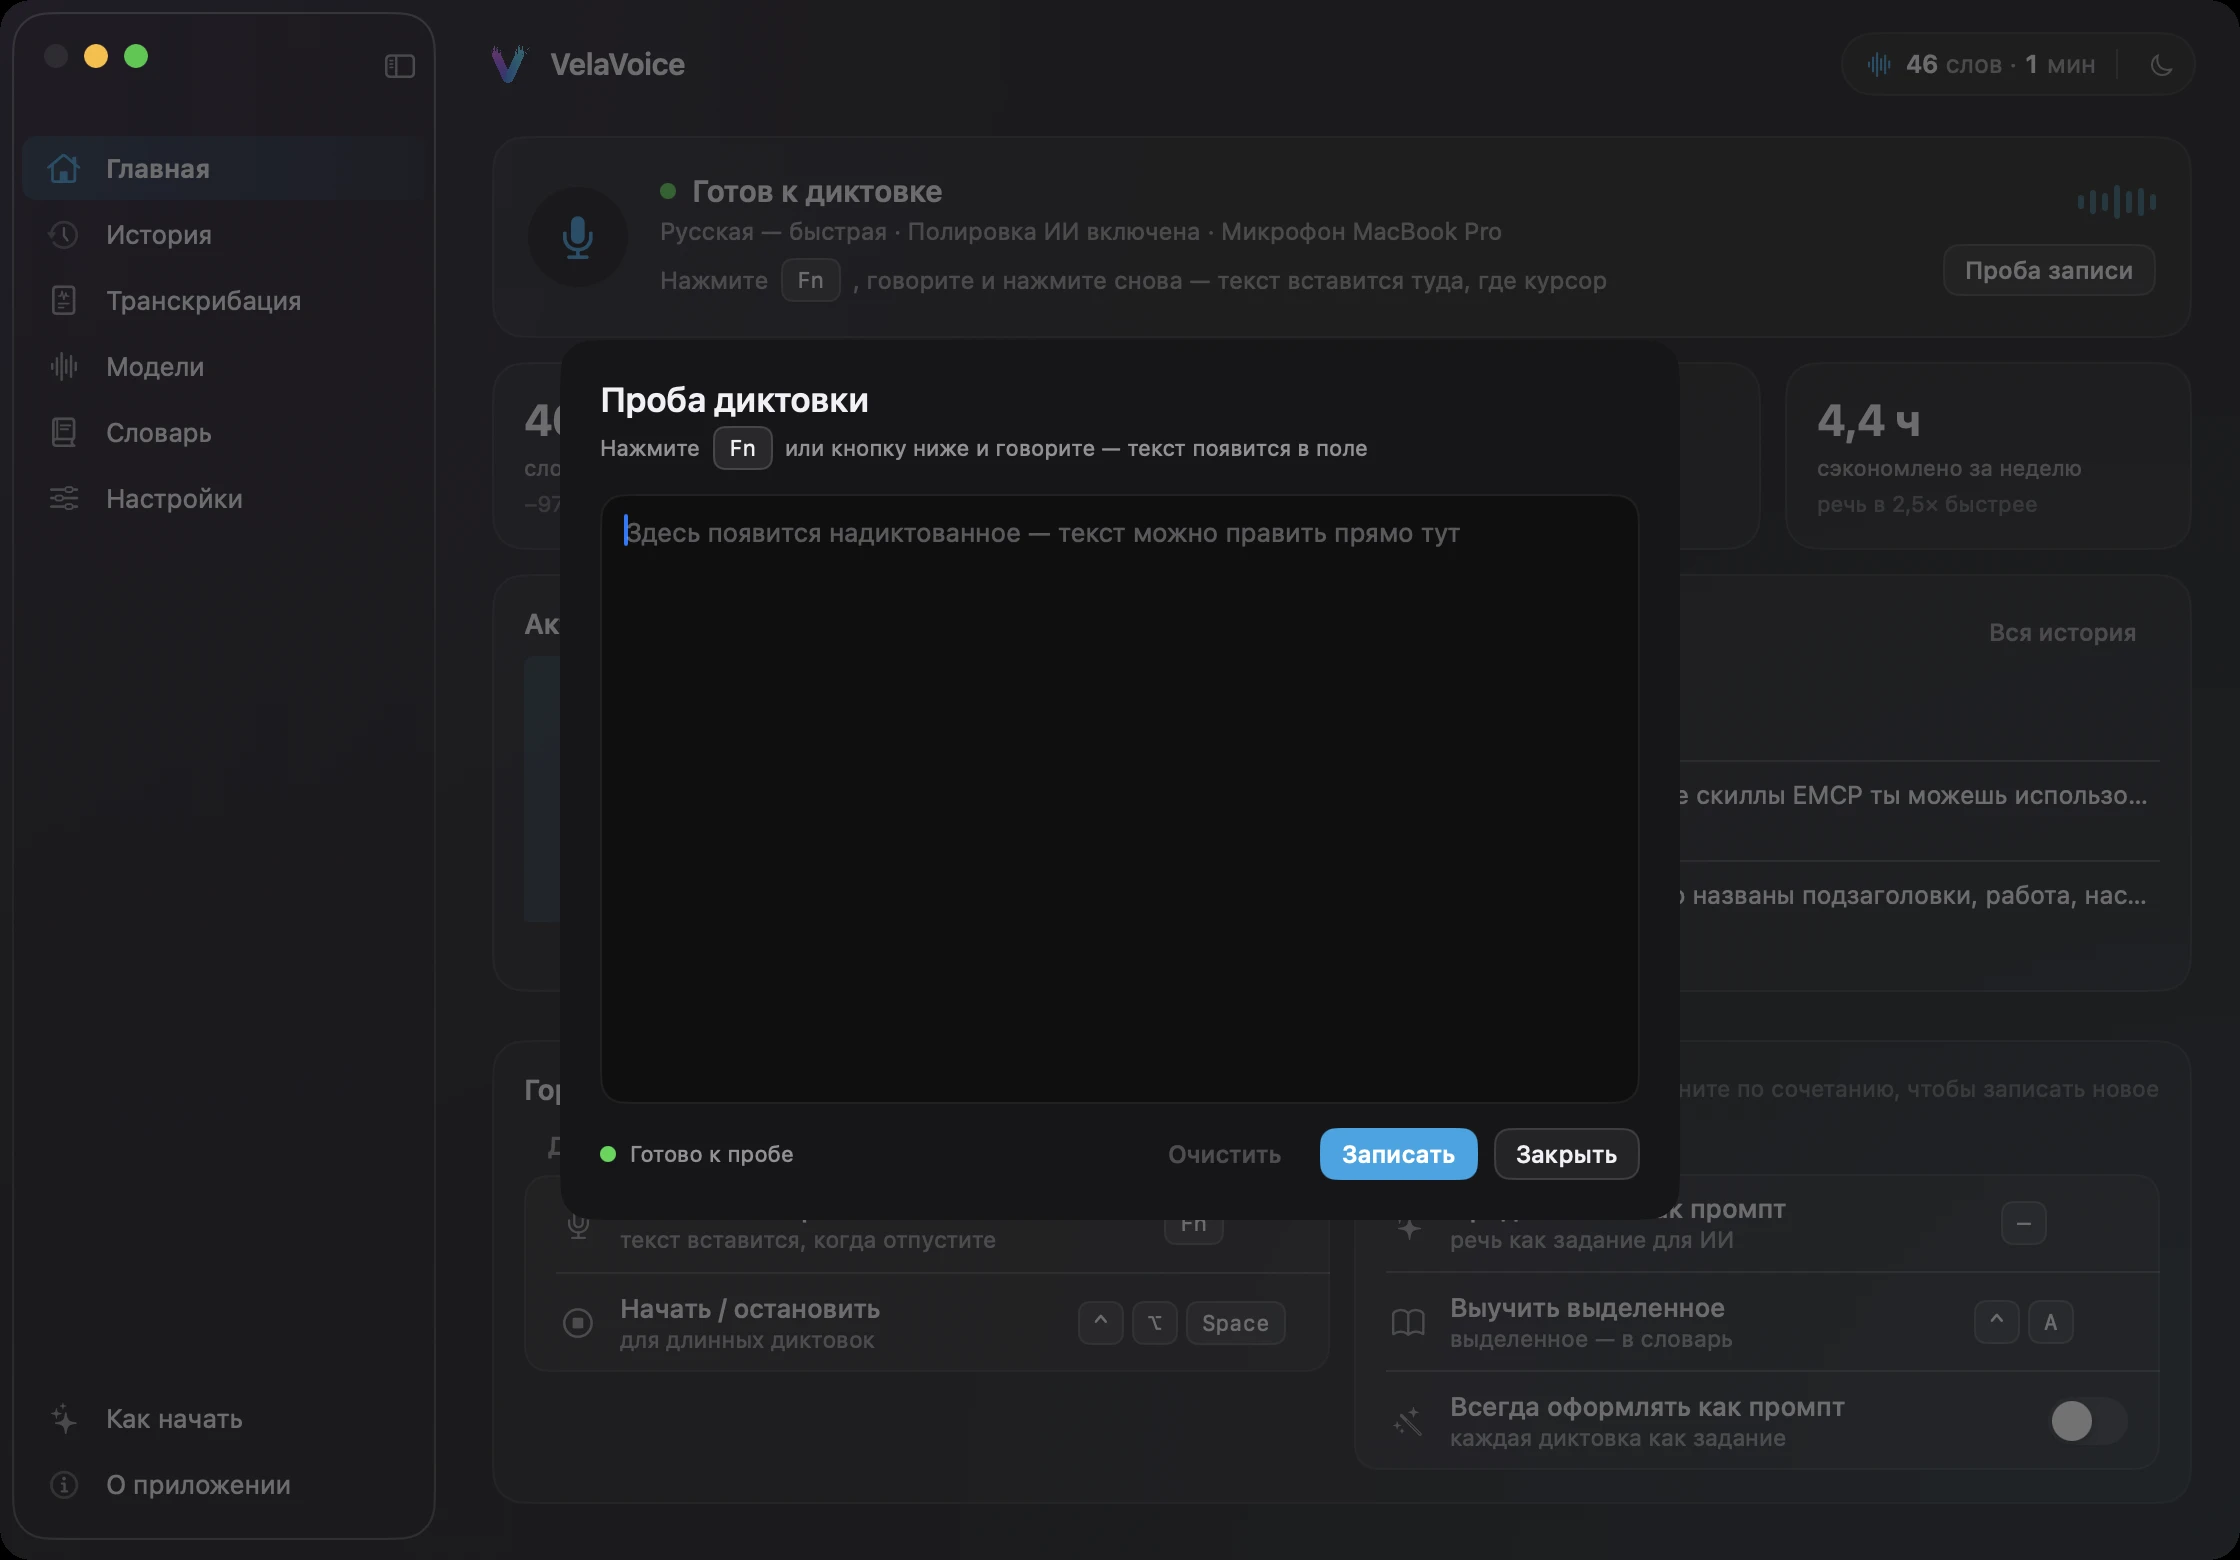 VelaVoice
46 слов · 1 мин
Главная
История
Транскрибация
Модели
Словарь
Настройки
Как начать
О приложении
Готов к диктовке
Русская — быстрая · Полировка ИИ включена · Микрофон MacBook Pro
Нажмите Fn , говорите и нажмите снова — текст вставится туда, где курсор
Проба записи
4,4 ч
сэкономлено за неделю
речь в 2,5× быстрее
Вся история
е скиллы EMCP ты можешь использо...
названы подзаголовки, работа, нас...
Проба диктовки
Нажмите Fn или кнопку ниже и говорите — текст появится в поле
Здесь появится надиктованное — текст можно править прямо тут
Готово к пробе
Очистить
Записать
Закрыть
ните по сочетанию, чтобы записать новое
Fn
текст вставится, когда отпустите
Начать / остановить
для длинных диктовок
^ ⌥ Space
к промпт
речь как задание для ИИ
–
Выучить выделенное
выделенное — в словарь
^ A
Всегда оформлять как промпт
каждая диктовка как задание